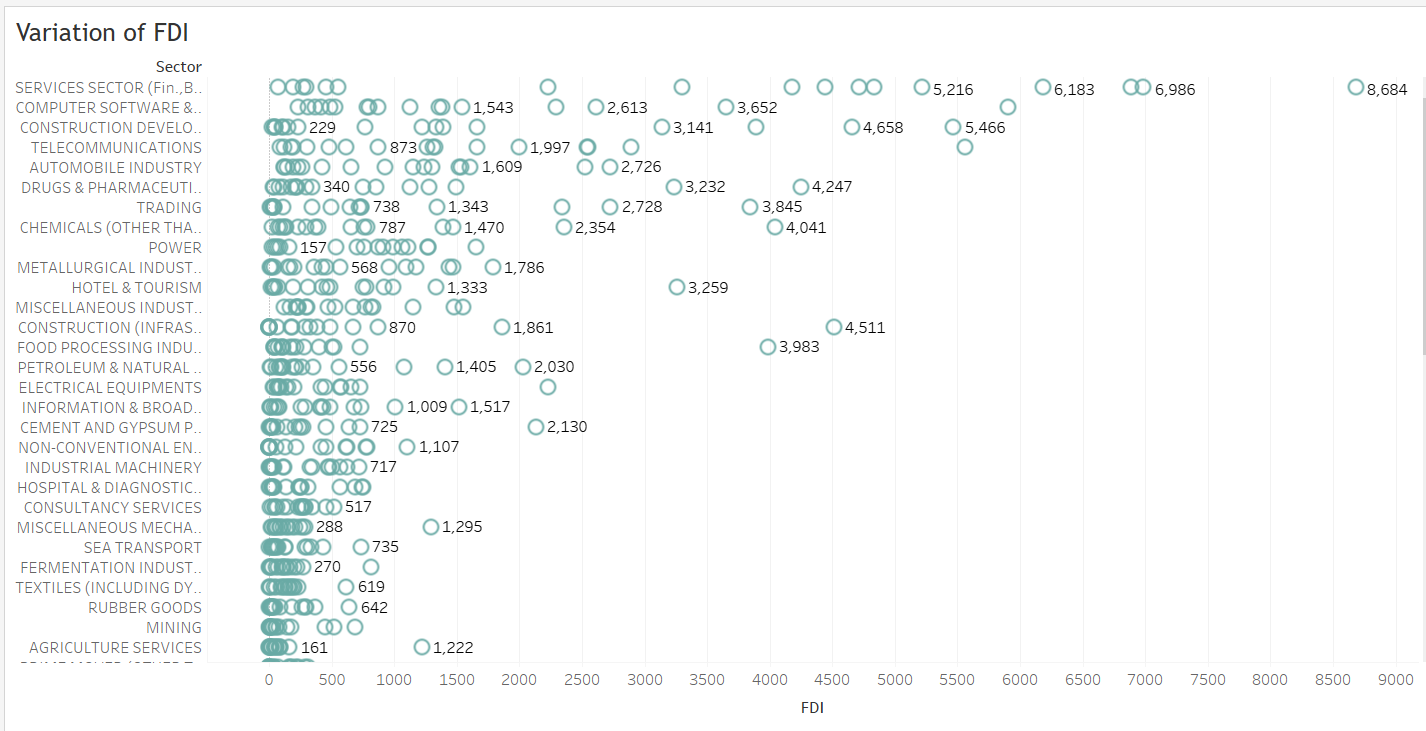 Variation of FDI
Sector
SERVICES SECTOR (Fin.,B.. 5,216 6,183 6,986 8,684
COMPUTER SOFTWARE &.. 1,543 2,613 3,652
CONSTRUCTION DEVELO.. 229 3,141 4,658 5,466
TELECOMMUNICATIONS 873 1,997
AUTOMOBILE INDUSTRY 1,609 2,726
DRUGS & PHARMACEUTI.. 340 3,232 4,247
TRADING 738 1,343 2,728 3,845
CHEMICALS (OTHER THA.. 787 1,470 2,354 4,041
POWER 157
METALLURGICAL INDUST.. 568 1,786
HOTEL & TOURISM 1,333 3,259
MISCELLANEOUS INDUST..
CONSTRUCTION (INFRAS.. 870 1,861 4,511
FOOD PROCESSING INDU.. 3,983
PETROLEUM & NATURAL .. 556 1,405 2,030
ELECTRICAL EQUIPMENTS
INFORMATION & BROAD.. 1,009 1,517
CEMENT AND GYPSUM P.. 725 2,130
NON-CONVENTIONAL EN.. 1,107
INDUSTRIAL MACHINERY 717
HOSPITAL & DIAGNOSTIC..
CONSULTANCY SERVICES 517
MISCELLANEOUS MECHA.. 288 1,295
SEA TRANSPORT 735
FERMENTATION INDUST.. 270
TEXTILES (INCLUDING DY.. 619
RUBBER GOODS 642
MINING
AGRICULTURE SERVICES 161 1,222
0 500 1000 1500 2000 2500 3000 3500 4000 4500 5000 5500 6000 6500 7000 7500 8000 8500 9000
FDI